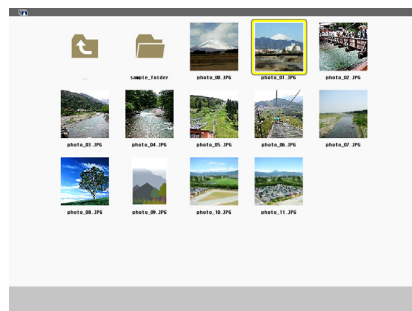 ..
sample_folder
photo_00.JPG
photo_01.JPG
photo_02.JPG
photo_03.JPG
photo_04.JPG
photo_05.JPG
photo_06.JPG
photo_07.JPG
photo_08.JPG
photo_09.JPG
photo_10.JPG
photo_11.JPG